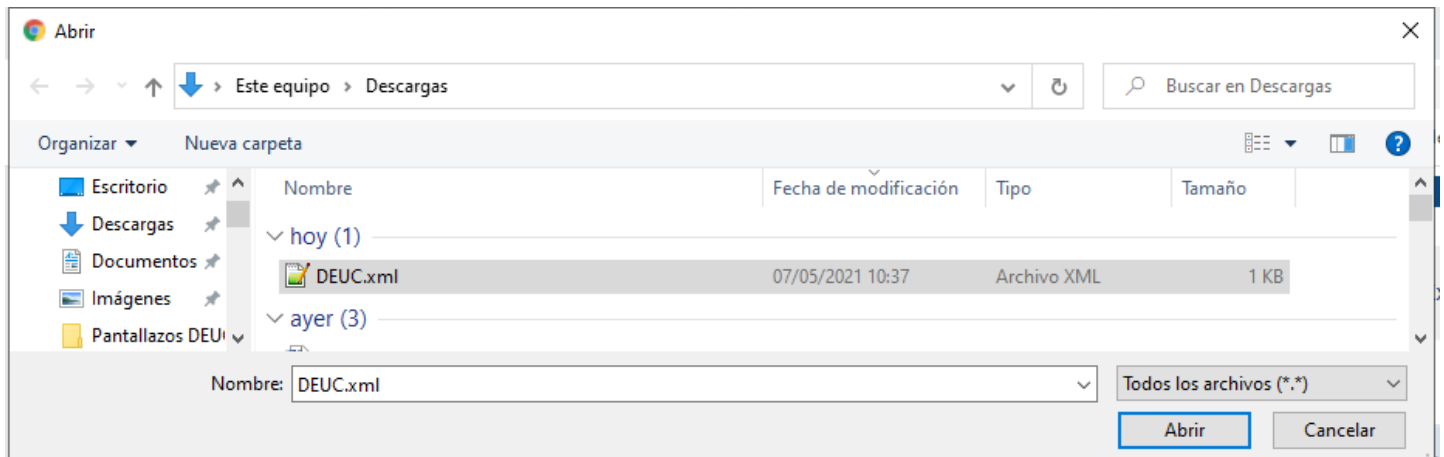 Abrir
Este equipo > Descargas
Buscar en Descargas
Organizar
Nueva carpeta
Escritorio
Descargas
Documentos
Imágenes
Pantallazos DEU
Nombre
Fecha de modificación
Tipo
Tamaño
hoy (1)
DEUC.xml
07/05/2021 10:37
Archivo XML
1 KB
ayer (3)
Nombre:
DEUC.xml
Todos los archivos (*.*)
Abrir
Cancelar